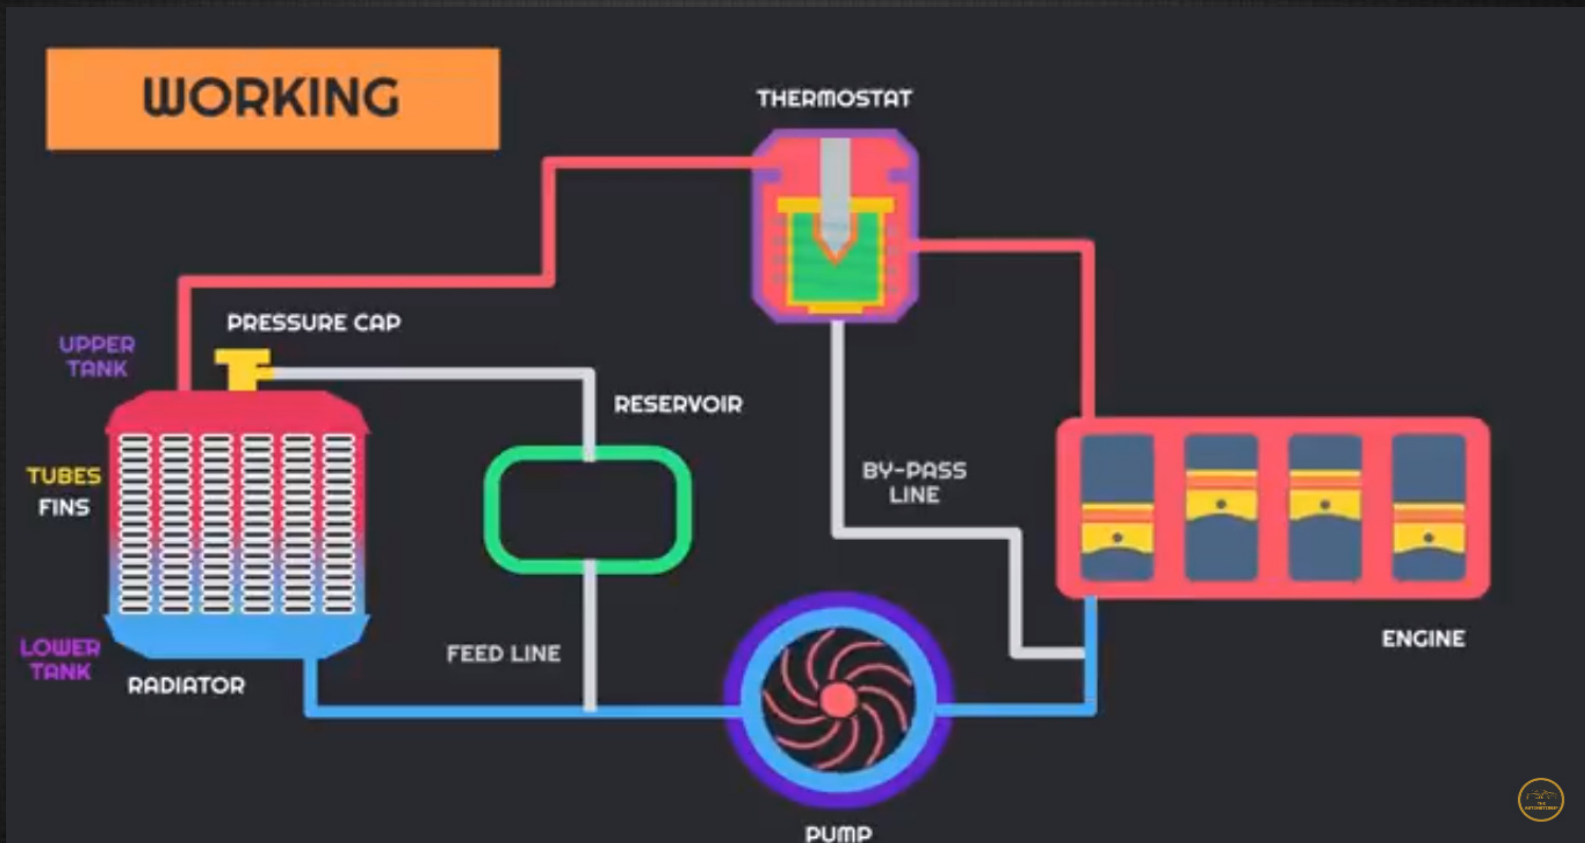 WORKING
THERMOSTAT
PRESSURE CAP
UPPER
TANK
RESERVOIR
TUBES
FINS
BY-PASS
LINE
LOWER
TANK
RADIATOR
FEED LINE
ENGINE
PUMP